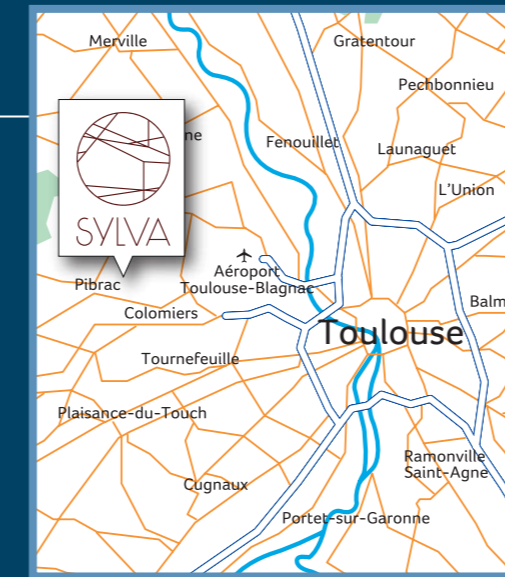 Merville
Gratentour
Pechbonnieu
Fenouillet
Launaguet
L'Union
SYLVA
Aéroport
Toulouse-Blagnac
Pibrac
Colomiers
Toulouse
Tournefeuille
Plaisance-du-Touch
Ramonville
Saint-Agne
Cugnaux
Portet-sur-Garonne